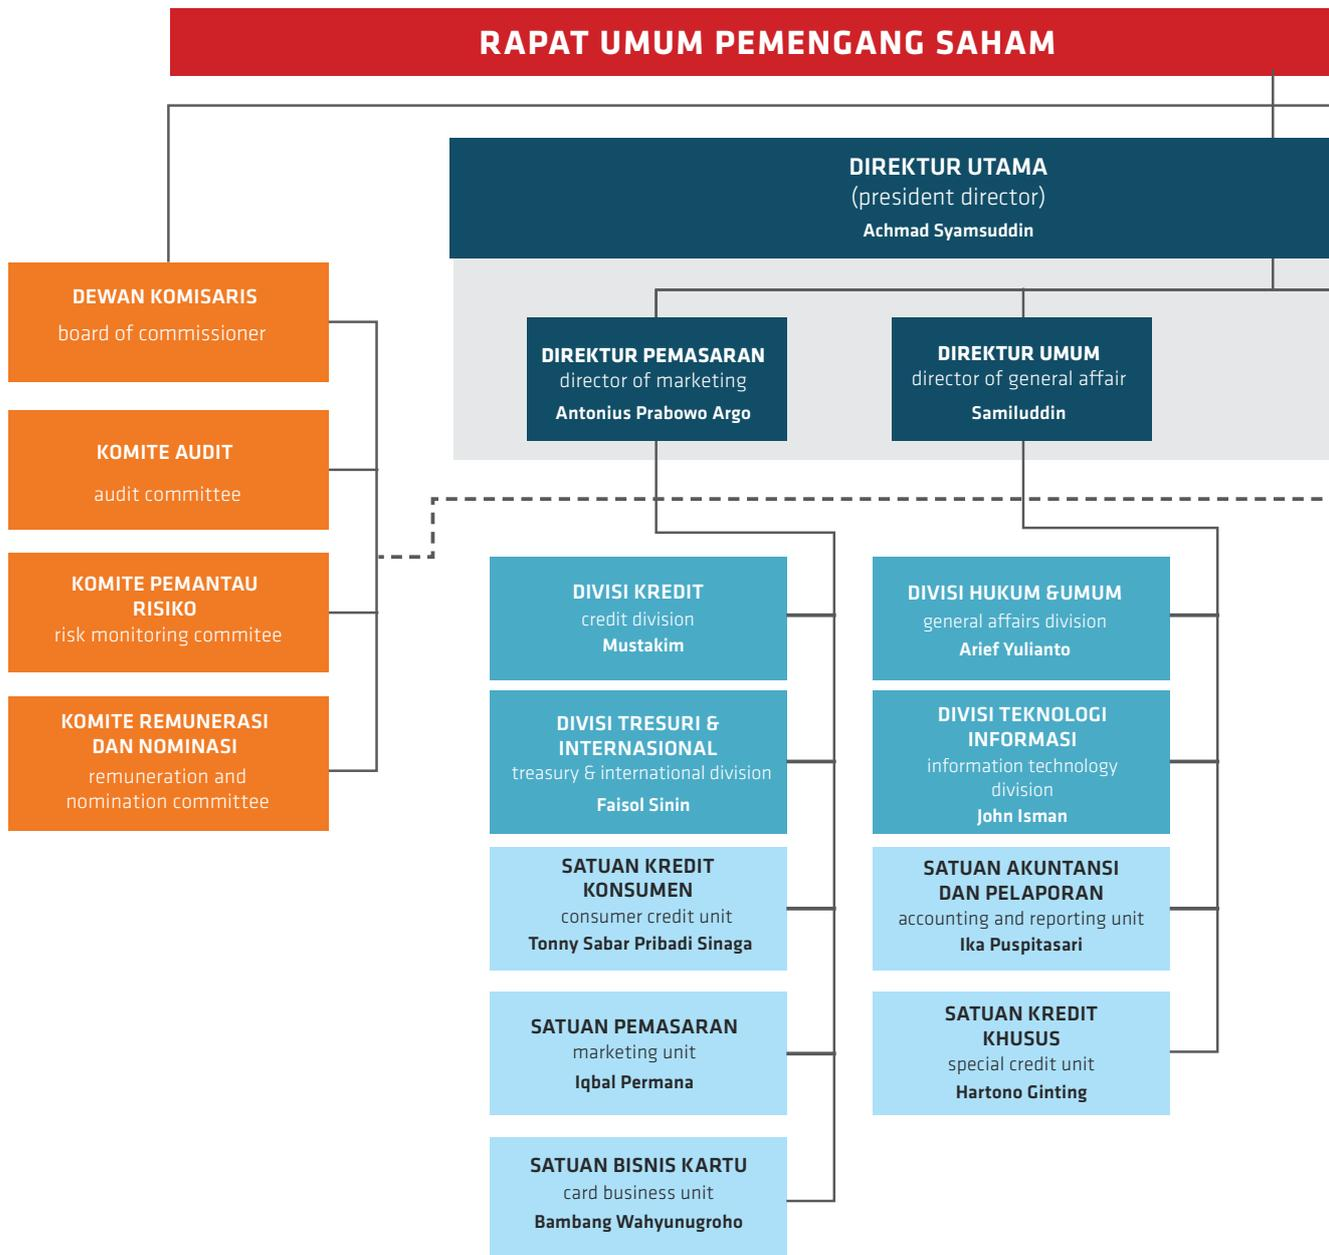 RAPAT UMUM PEMENGANG SAHAM
DIREKTUR UTAMA
(president director)
Achmad Syamsuddin
DEWAN KOMISARIS
board of commissioner
KOMITE AUDIT
audit committee
KOMITE PEMANTAU
RISIKO
risk monitoring commitee
KOMITE REMUNERASI
DAN NOMINASI
remuneration and
nomination committee
DIREKTUR PEMASARAN
director of marketing
Antonius Prabowo Argo
DIREKTUR UMUM
director of general affair
Samiluddin
DIVISI KREDIT
credit division
Mustakim
DIVISI TRESURI &
INTERNASIONAL
treasury & international division
Faisol Sinin
SATUAN KREDIT
KONSUMEN
consumer credit unit
Tonny Sabar Pribadi Sinaga
SATUAN PEMASARAN
marketing unit
Iqbal Permana
SATUAN BISNIS KARTU
card business unit
Bambang Wahyunugroho
DIVISI HUKUM &UMUM
general affairs division
Arief Yulianto
DIVISI TEKNOLOGI
INFORMASI
information technology
division
John Isman
SATUAN AKUNTANSI
DAN PELAPORAN
accounting and reporting unit
Ika Puspitasari
SATUAN KREDIT
KHUSUS
special credit unit
Hartono Ginting